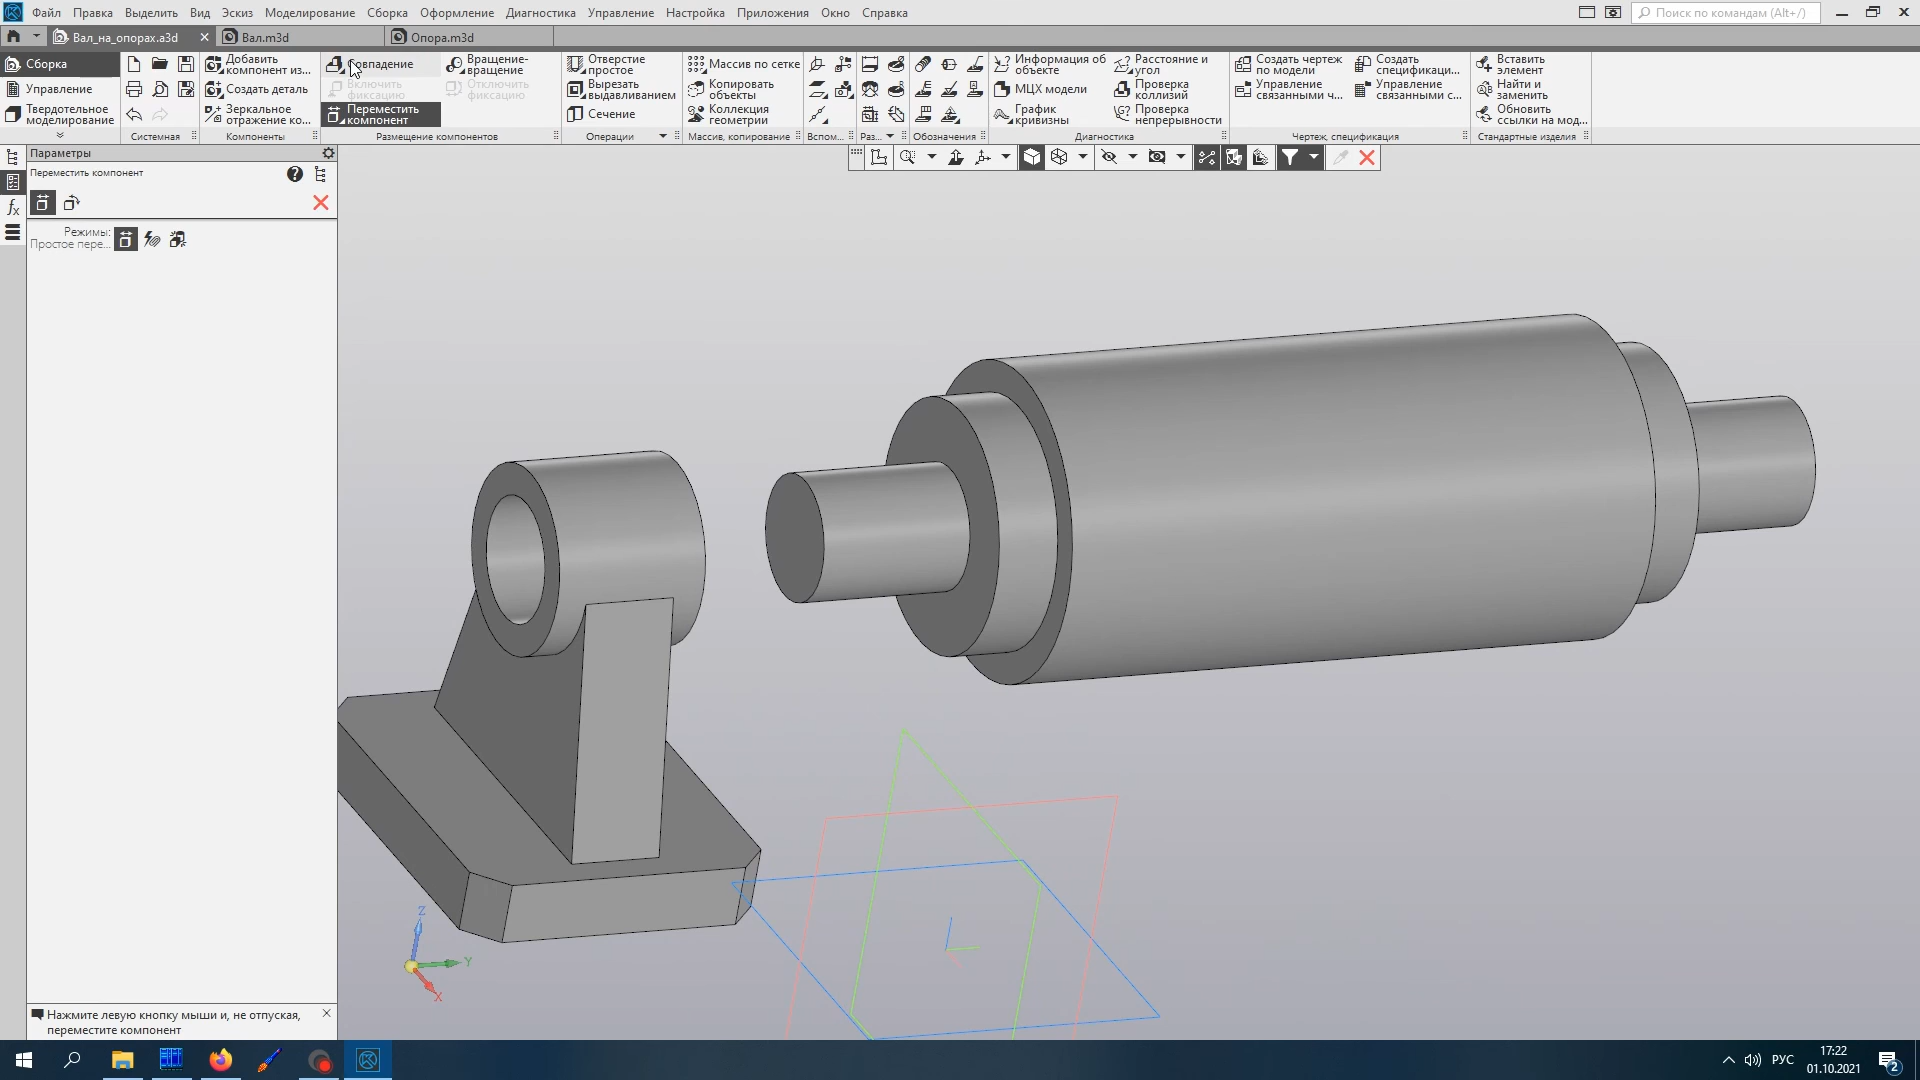 Файл Правка Выделить Вид Эскиз Моделирование Сборка Оформление Диагностика Управление Настройка Приложения Окно Справка
Поиск по командам (Alt+/)
Вал_на_опорах.a3d
Вал.m3d
Опора.m3d
Сборка
Управление
Твердотельное
моделирование
Системная
Добавить
компонент из...
Создать деталь
Зеркальное
отражение ко...
Компоненты
Включить
фиксацию
Переместить
компонент
Вращение-
вращение
Отключить
фиксацию
Размещение компонентов
Отверстие
простое
Вырезать
выдавливанием
Сечение
Операции
Массив по сетке
Копировать
объекты
Коллекция
геометрии
Массив, копирование
Вспом...
Раз...
Обозначения
Информация об
объекте
МЦХ модели
График
кривизны
Расстояние и
угол
Проверка
коллизий
Проверка
непрерывности
Диагностика
Создать чертеж
по модели
Управление
связанными ч...
Создать
спецификаци...
Управление
связанными с...
Чертеж, спецификация
Вставить
элемент
Найти и
заменить
Обновить
ссылки на мод...
Стандартные изделия
Параметры
Переместить компонент
Режимы:
Простое пере...
Z
Y
X
Нажмите левую кнопку мыши и, не отпуская,
переместите компонент
РУС
17:22
01.10.2021
2